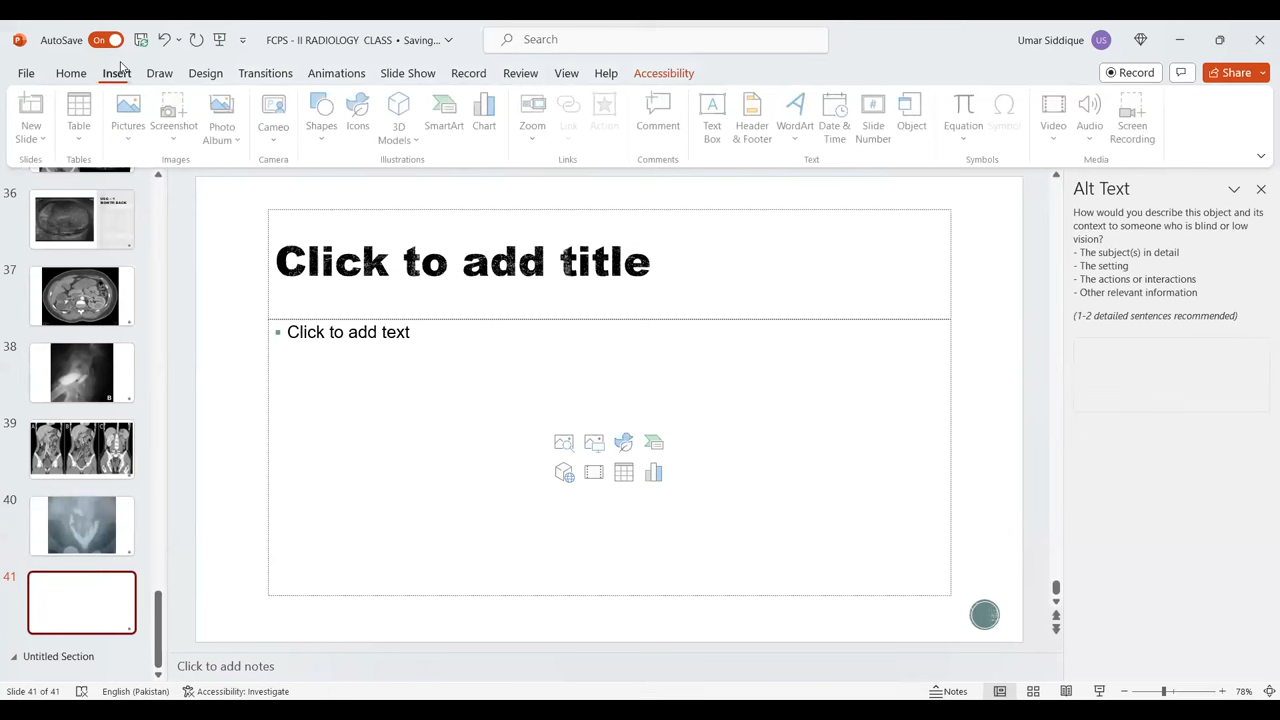 AutoSave On FCPS - II RADIOLOGY CLASS • Saving... Search Umar Siddique US
File Home Insert Draw Design Transitions Animations Slide Show Record Review View Help Accessibility Record Share
New Slide
Table
Pictures
Screenshot
Photo Album
Cameo
Shapes
Icons
3D Models
SmartArt
Chart
Zoom
Link
Action
Comment
Text Box
Header & Footer
WordArt
Date & Time
Slide Number
Object
Equation
Symbol
Video
Audio
Screen Recording
Slides Tables Images Camera Illustrations Links Comments Text Symbols Media
36
37
38
B
39
A B C
40
41
Untitled Section
Click to add title
Click to add text
Click to add notes
Alt Text
How would you describe this object and its
context to someone who is blind or low
vision?
- The subject(s) in detail
- The setting
- The actions or interactions
- Other relevant information
(1-2 detailed sentences recommended)
Slide 41 of 41 English (Pakistan) Accessibility: Investigate Notes 78%